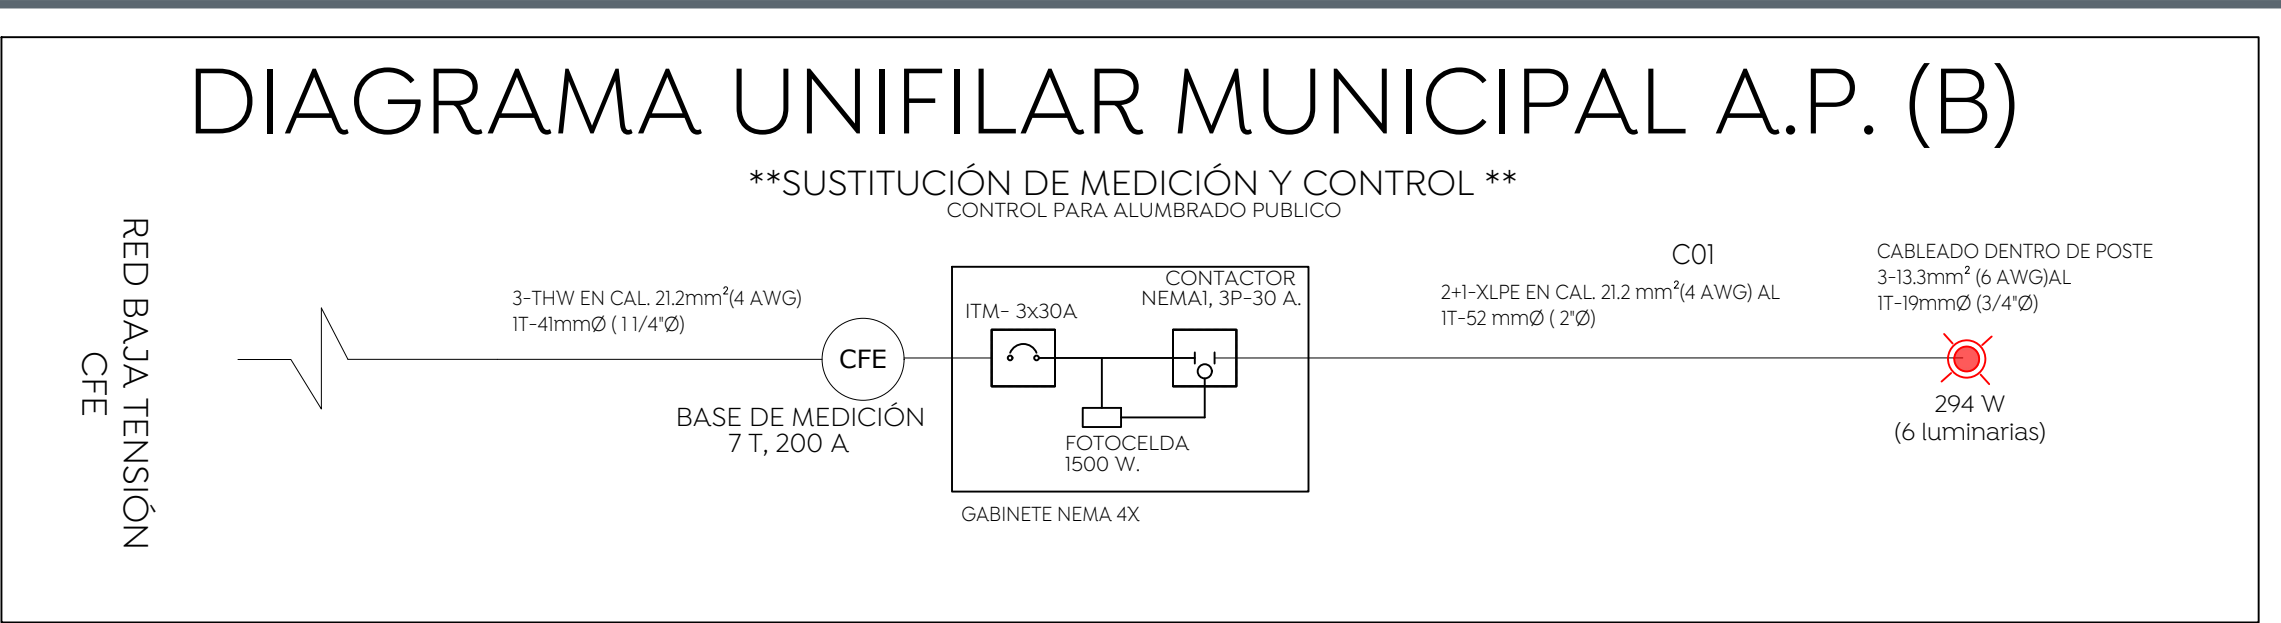 DIAGRAMA UNIFILAR MUNICIPAL A.P. (B)
**SUSTITUCIÓN DE MEDICIÓN Y CONTROL **
CONTROL PARA ALUMBRADO PUBLICO
RED BAJA TENSIÓN
CFE
3-THW EN CAL. 21.2mm²(4 AWG)
1T-41mmØ ( 1 1/4"Ø)
CFE
BASE DE MEDICIÓN
7 T, 200 A
ITM- 3x30A
CONTACTOR
NEMA1, 3P-30 A.
FOTOCELDA
1500 W.
GABINETE NEMA 4X
C01
2+1-XLPE EN CAL. 21.2 mm²(4 AWG) AL
1T-52 mmØ ( 2"Ø)
CABLEADO DENTRO DE POSTE
3-13.3mm² (6 AWG)AL
1T-19mmØ (3/4"Ø)
294 W
(6 luminarias)